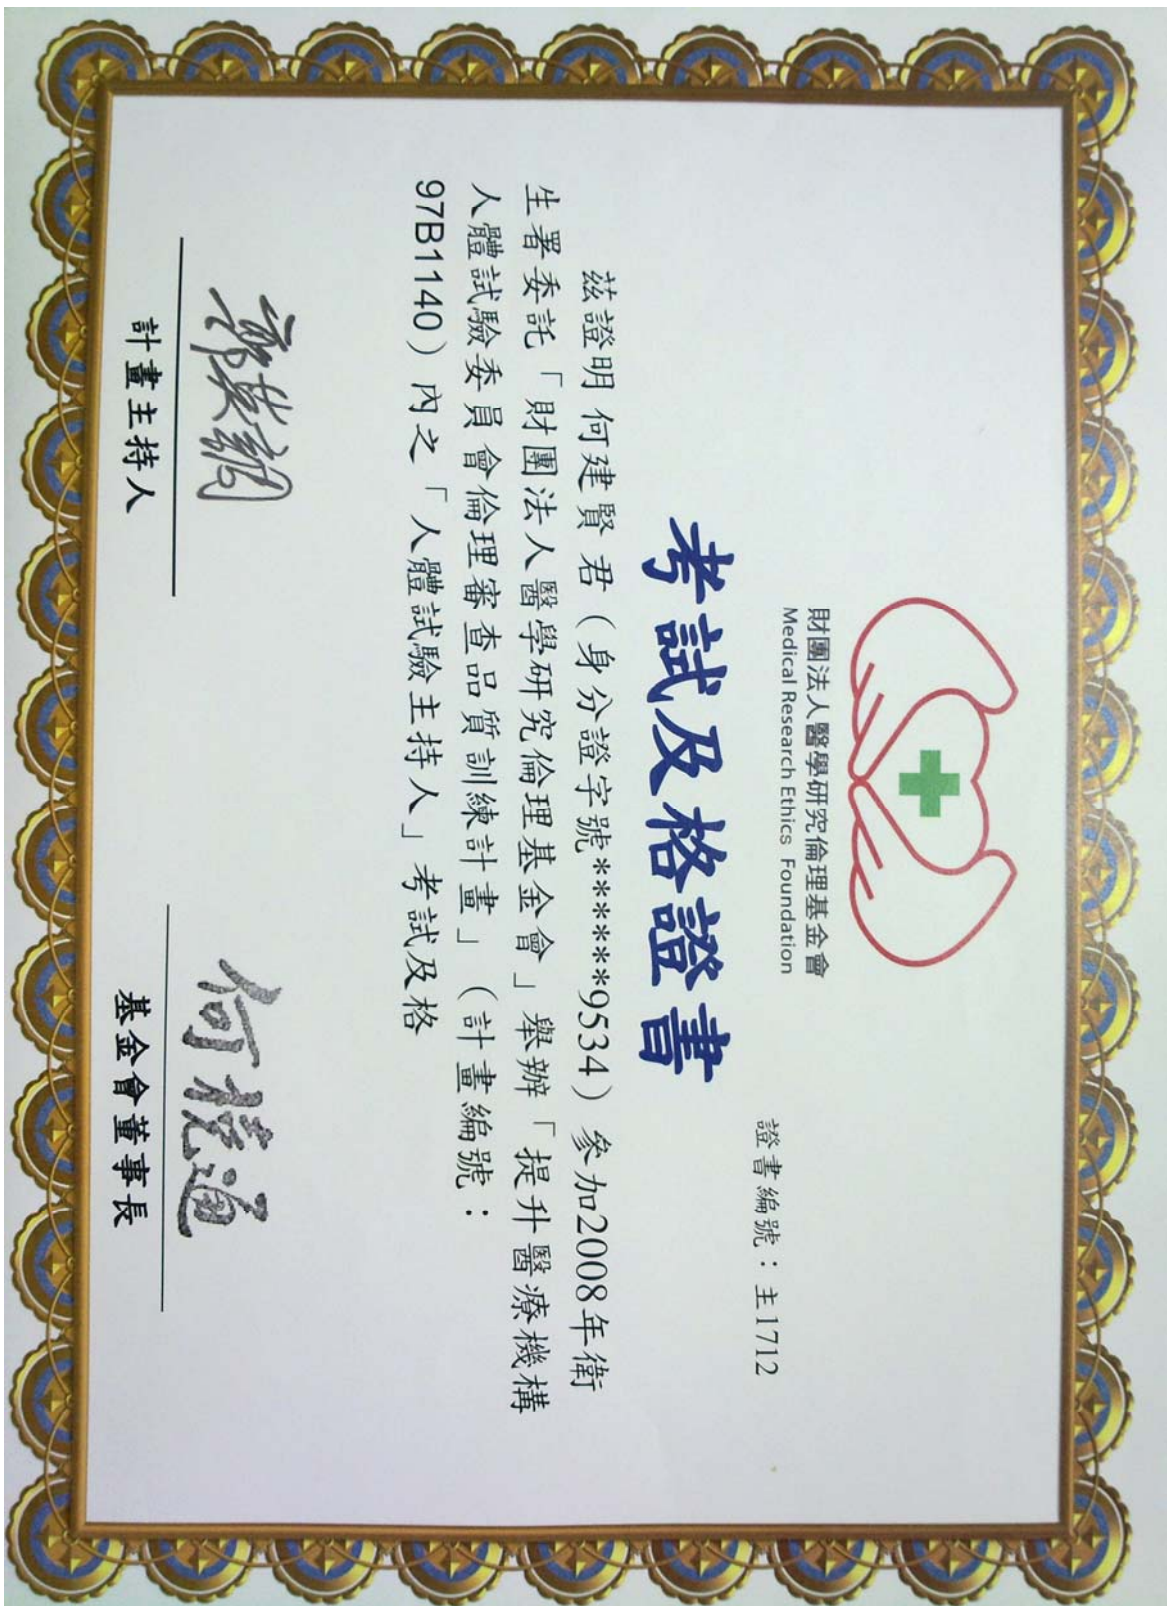 財團法人醫學研究倫理基金會
Medical Research Ethics Foundation
證書編號：主1712
考試及格證書
茲證明 何建賢 君（身分證字號******9534）參加2008年衛
生署委託「財團法人醫學研究倫理基金會」舉辦「提升醫療機構
人體試驗委員會倫理審查品質訓練計畫」（計畫編號：
97B1140）內之「人體試驗主持人」考試及格
計畫主持人
基金會董事長